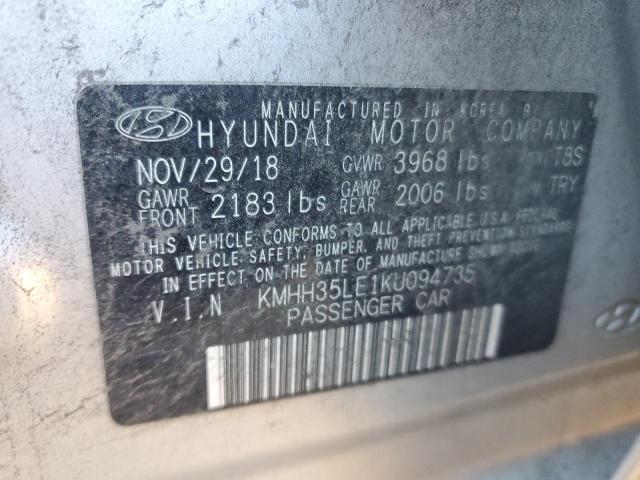 MANUFACTURED IN KOREA B
HYUNDAI MOTOR COMPANY
NOV/29/18 GVWR 3968 lbs T8S
GAWR FRONT 2183 lbs GAWR REAR 2006 lbs TRY
THIS VEHICLE CONFORMS TO ALL APPLICABLE U.S.A. FEDERAL
MOTOR VEHICLE SAFETY, BUMPER, AND THEFT PREVENTION STANDARDS
IN EFFECT ON THE DATE OF MANUFACTURE SHOWN ABOVE.
V.I.N KMHH35LE1KU094735
PASSENGER CAR